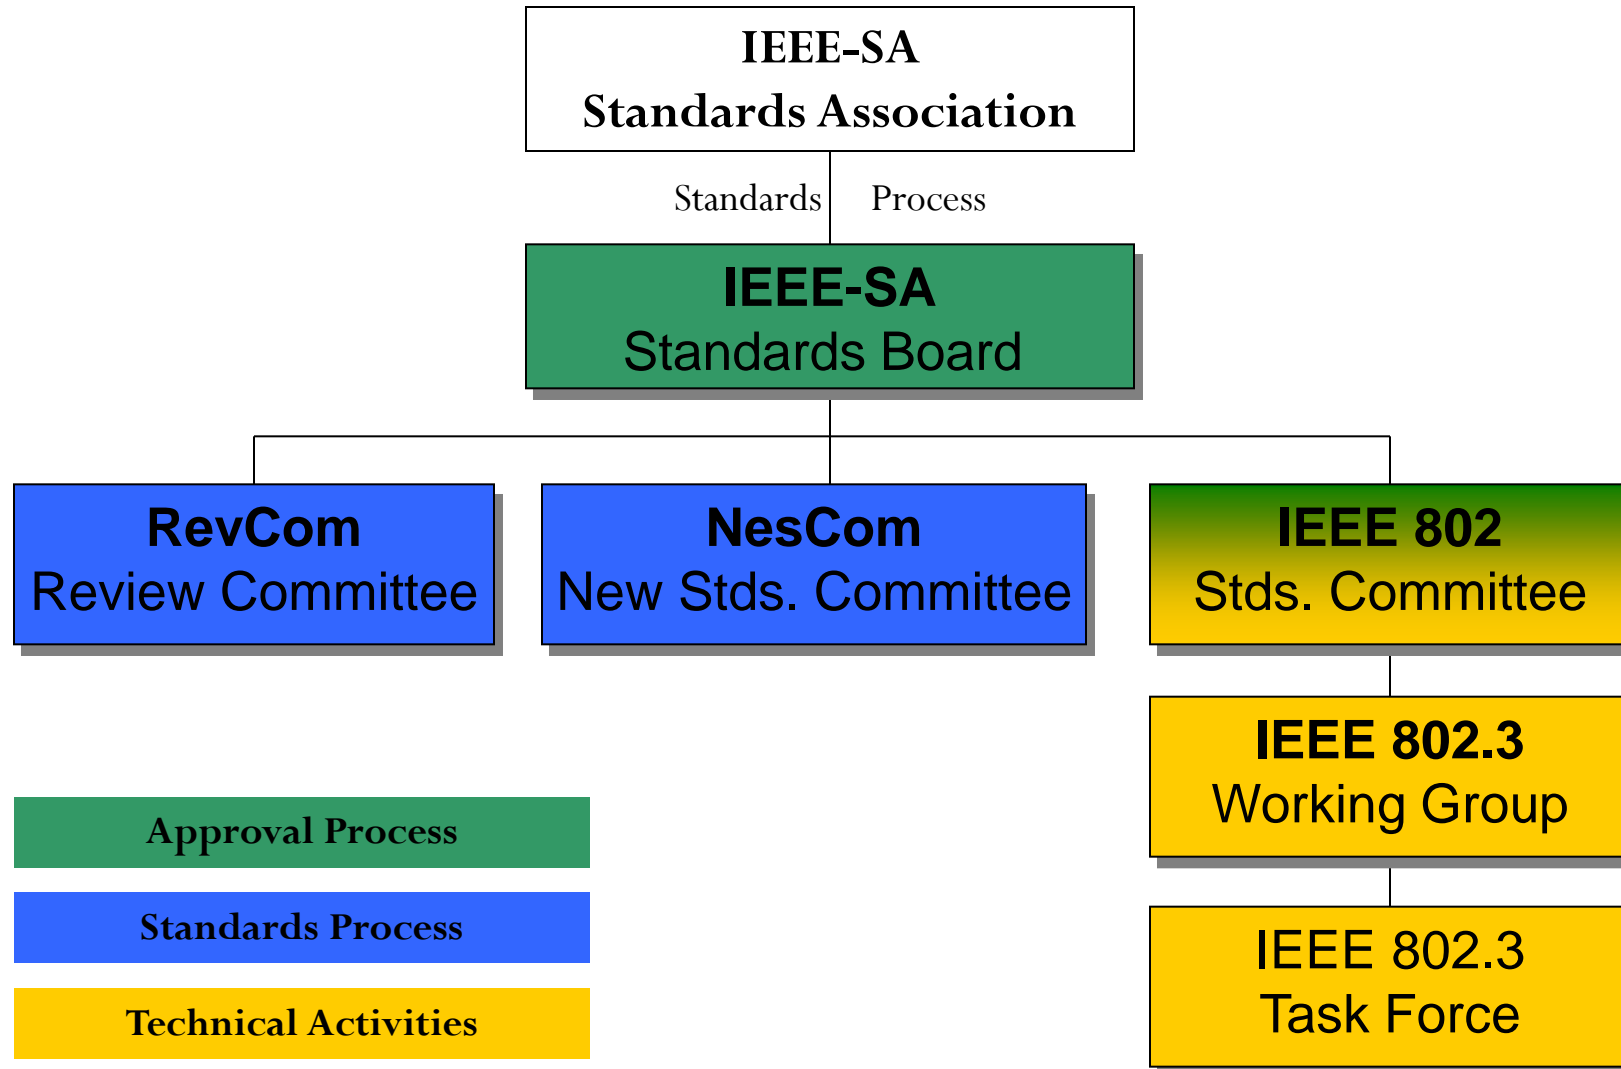 IEEE-SA
Standards Association
Standards Process
IEEE-SA
Standards Board
RevCom
Review Committee
NesCom
New Stds. Committee
IEEE 802
Stds. Committee
IEEE 802.3
Working Group
IEEE 802.3
Task Force
Approval Process
Standards Process
Technical Activities